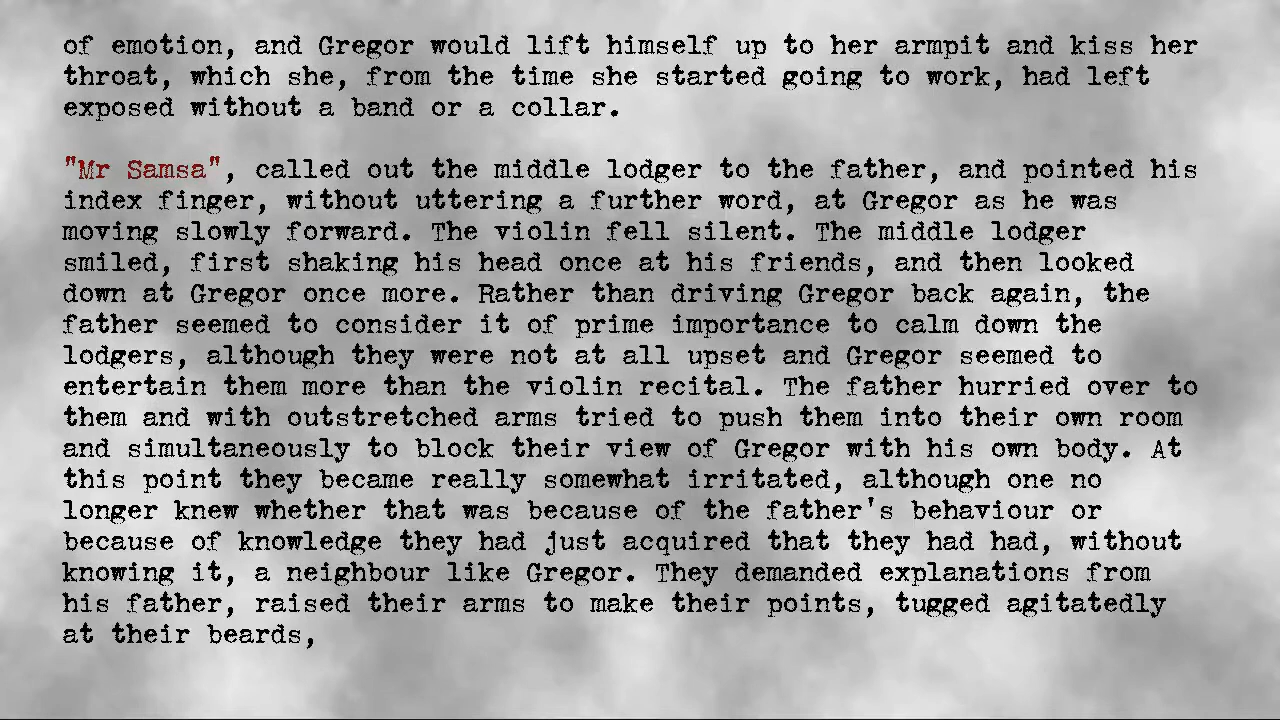 of emotion, and Gregor would lift himself up to her armpit and kiss her
throat, which she, from the time she started going to work, had left
exposed without a band or a collar.
"Mr Samsa", called out the middle lodger to the father, and pointed his
index finger, without uttering a further word, at Gregor as he was
moving slowly forward. The violin fell silent. The middle lodger
smiled, first shaking his head once at his friends, and then looked
down at Gregor once more. Rather than driving Gregor back again, the
father seemed to consider it of prime importance to calm down the
lodgers, although they were not at all upset and Gregor seemed to
entertain them more than the violin recital. The father hurried over to
them and with outstretched arms tried to push them into their own room
and simultaneously to block their view of Gregor with his own body. At
this point they became really somewhat irritated, although one no
longer knew whether that was because of the father's behaviour or
because of knowledge they had just acquired that they had had, without
knowing it, a neighbour like Gregor. They demanded explanations from
his father, raised their arms to make their points, tugged agitatedly
at their beards,